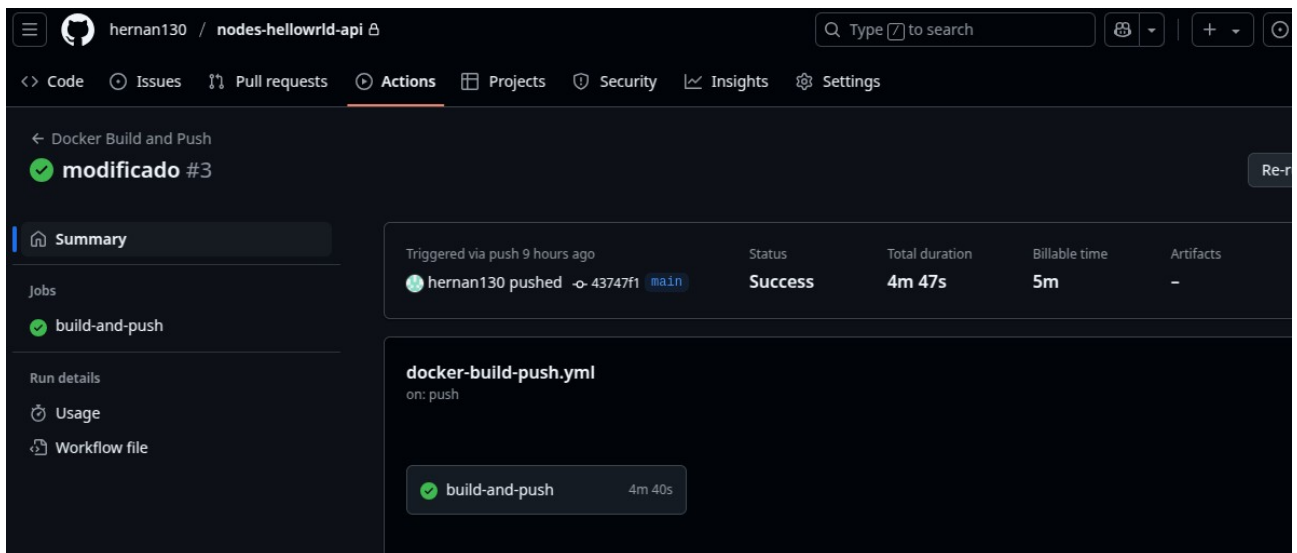 hernan130 / nodes-hellowrld-api
Type / to search
Code Issues Pull requests Actions Projects Security Insights Settings
← Docker Build and Push
modificado #3
Re-r
Summary
Jobs
build-and-push
Run details
Usage
Workflow file
Triggered via push 9 hours ago
hernan130 pushed 43747f1 main
Status
Success
Total duration
4m 47s
Billable time
5m
Artifacts
–
docker-build-push.yml
on: push
build-and-push 4m 40s